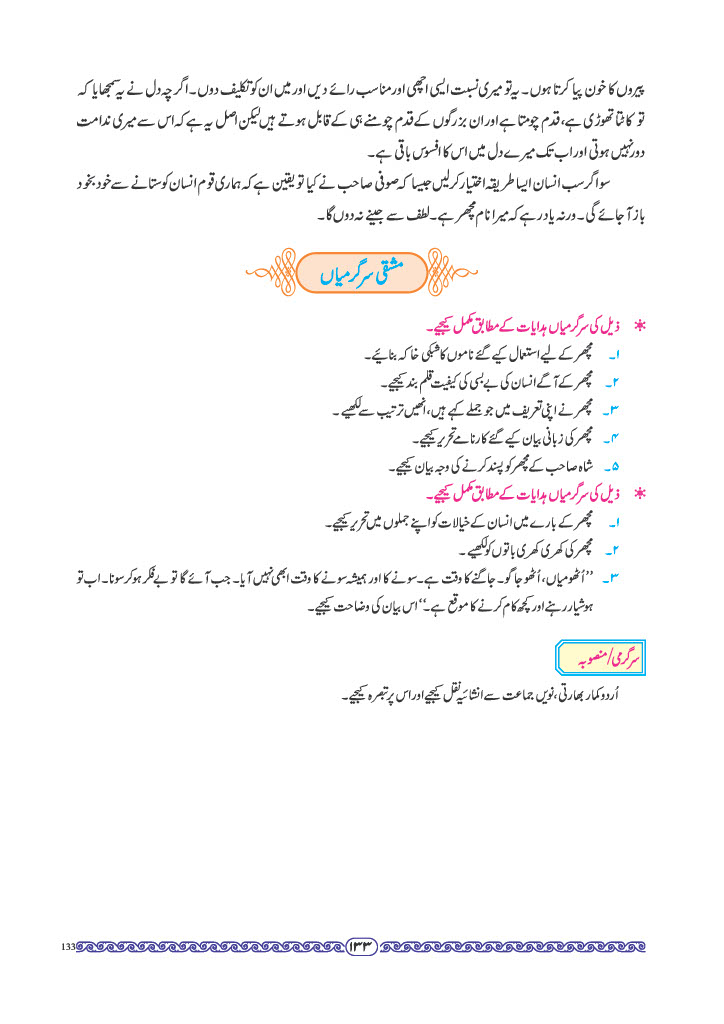 پیروں کا خون پیا کرتا ہوں۔ یہ تو میری نسبت ایسی اچھی اور مناسب رائے دیں اور میں ان کو تکلیف دوں۔ اگرچہ دل نے یہ سمجھایا کہ
تو کاٹتا تھوڑی ہے، قدم چومتا ہے اور ان بزرگوں کے قدم چومنے ہی کے قابل ہوتے ہیں لیکن اصل یہ ہے کہ اس سے میری ندامت
دور نہیں ہوتی اور اب تک میرے دل میں اس کا افسوس باقی ہے۔
سو اگر سب انسان ایسا طریقہ اختیار کرلیں جیسا کہ صوفی صاحب نے کیا تو یقین ہے کہ ہماری قوم انسان کو ستانے سے خود بخود
باز آجائے گی۔ ورنہ یاد رہے کہ میرا نام مچھر ہے۔ لطف سے جینے نہ دوں گا۔
مشقی سرگرمیاں
* ذیل کی سرگرمیاں ہدایات کے مطابق مکمل کیجیے۔
۱۔ مچھر کے لیے استعمال کیے گئے ناموں کا شبکی خاکہ بنائیے۔
۲۔ مچھر کے آگے انسان کی بے بسی کی کیفیت قلم بند کیجیے۔
۳۔ مچھر نے اپنی تعریف میں جو جملے کہے ہیں، انھیں ترتیب سے لکھیے۔
۴۔ مچھر کی زبانی بیان کیے گئے کارنامے تحریر کیجیے۔
۵۔ شاہ صاحب کے مچھر کو پسند کرنے کی وجہ بیان کیجیے۔
* ذیل کی سرگرمیاں ہدایات کے مطابق مکمل کیجیے۔
۱۔ مچھر کے بارے میں انسان کے خیالات کو اپنے جملوں میں تحریر کیجیے۔
۲۔ مچھر کی کھری کھری باتوں کو لکھیے۔
۳۔ ”اُٹھو میاں، اُٹھو جاگو۔ جاگنے کا وقت ہے۔ سونے کا اور ہمیشہ سونے کا وقت ابھی نہیں آیا۔ جب آئے گا تو بے فکر ہو کر سونا۔ اب تو
ہوشیار رہنے اور کچھ کام کرنے کا موقع ہے۔“ اس بیان کی وضاحت کیجیے۔
سرگرمی/منصوبہ
اُردو کمار بھارتی، نویں جماعت سے انشائیہ نقل کیجیے اور اس پر تبصرہ کیجیے۔
133 ۱۳۳